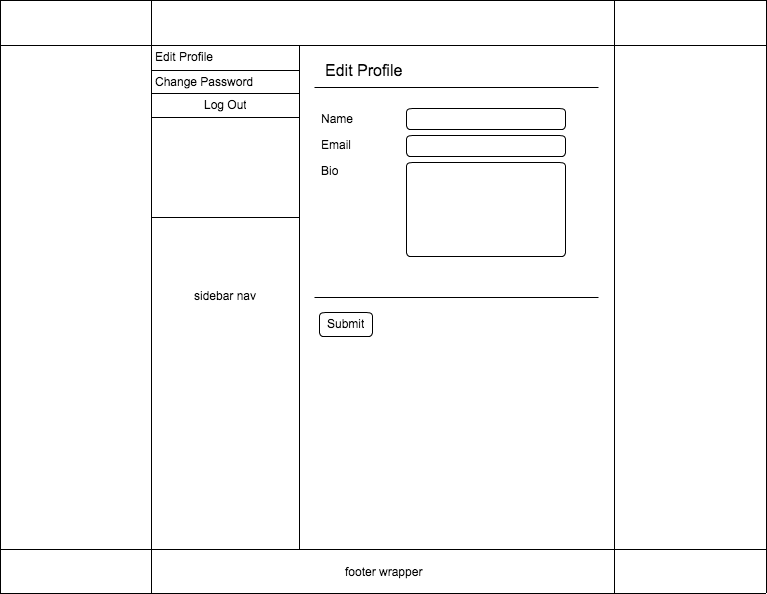 Edit Profile
Change Password
Log Out
sidebar nav
Edit Profile
Name
Email
Bio
Submit
footer wrapper